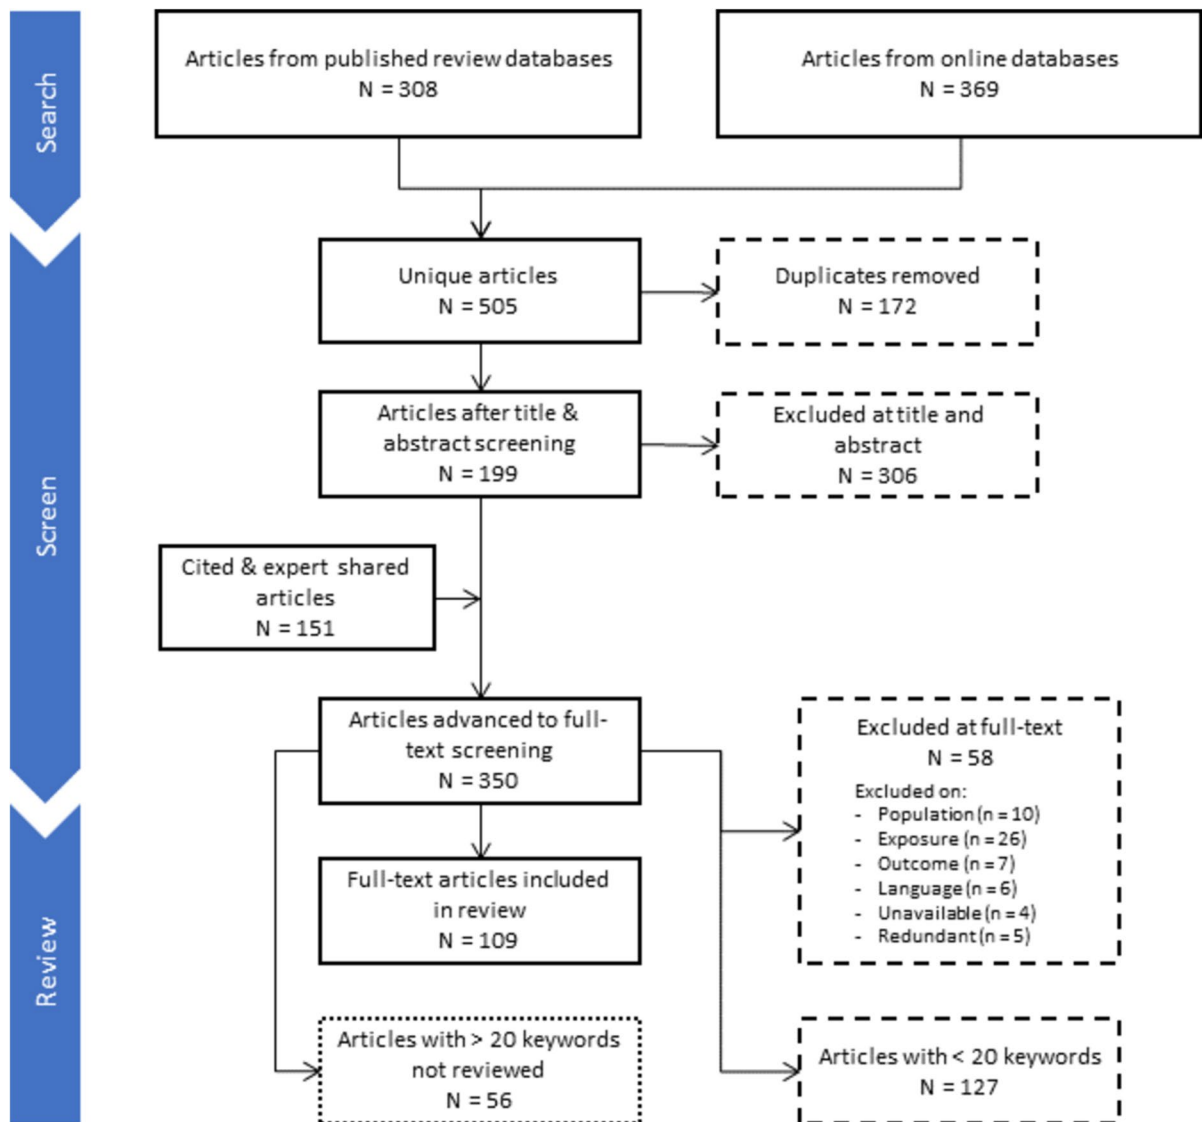 Search
Articles from published review databases
N = 308
Articles from online databases
N = 369
Screen
Unique articles
N = 505
Duplicates removed
N = 172
Articles after title &
abstract screening
N = 199
Excluded at title and
abstract
N = 306
Cited & expert shared
articles
N = 151
Articles advanced to full-
text screening
N = 350
Excluded at full-text
N = 58
Excluded on:
- Population (n = 10)
- Exposure (n = 26)
- Outcome (n = 7)
- Language (n = 6)
- Unavailable (n = 4)
- Redundant (n = 5)
Review
Full-text articles included
in review
N = 109
Articles with > 20 keywords
not reviewed
N = 56
Articles with < 20 keywords
N = 127